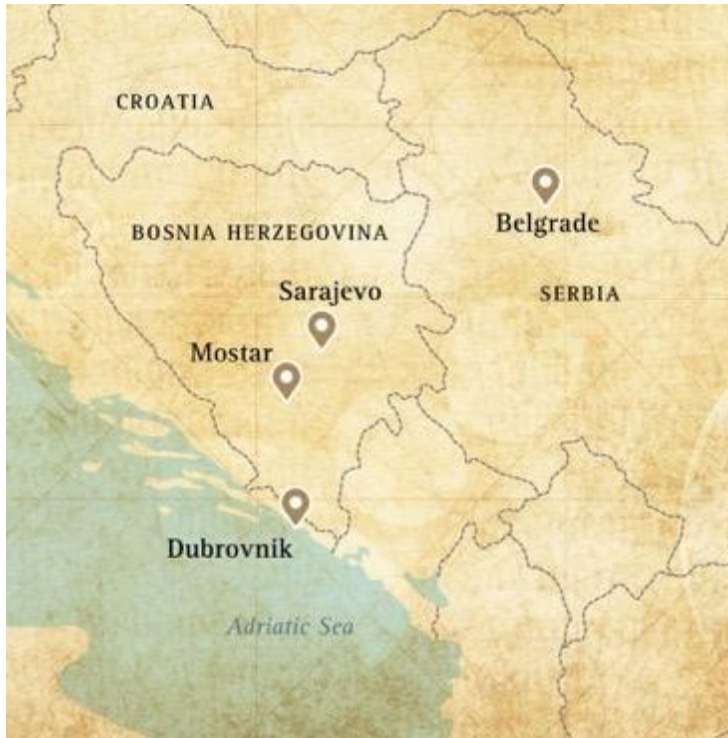 CROATIA
Belgrade
BOSNIA HERZEGOVINA
Sarajevo
SERBIA
Mostar
Dubrovnik
Adriatic Sea